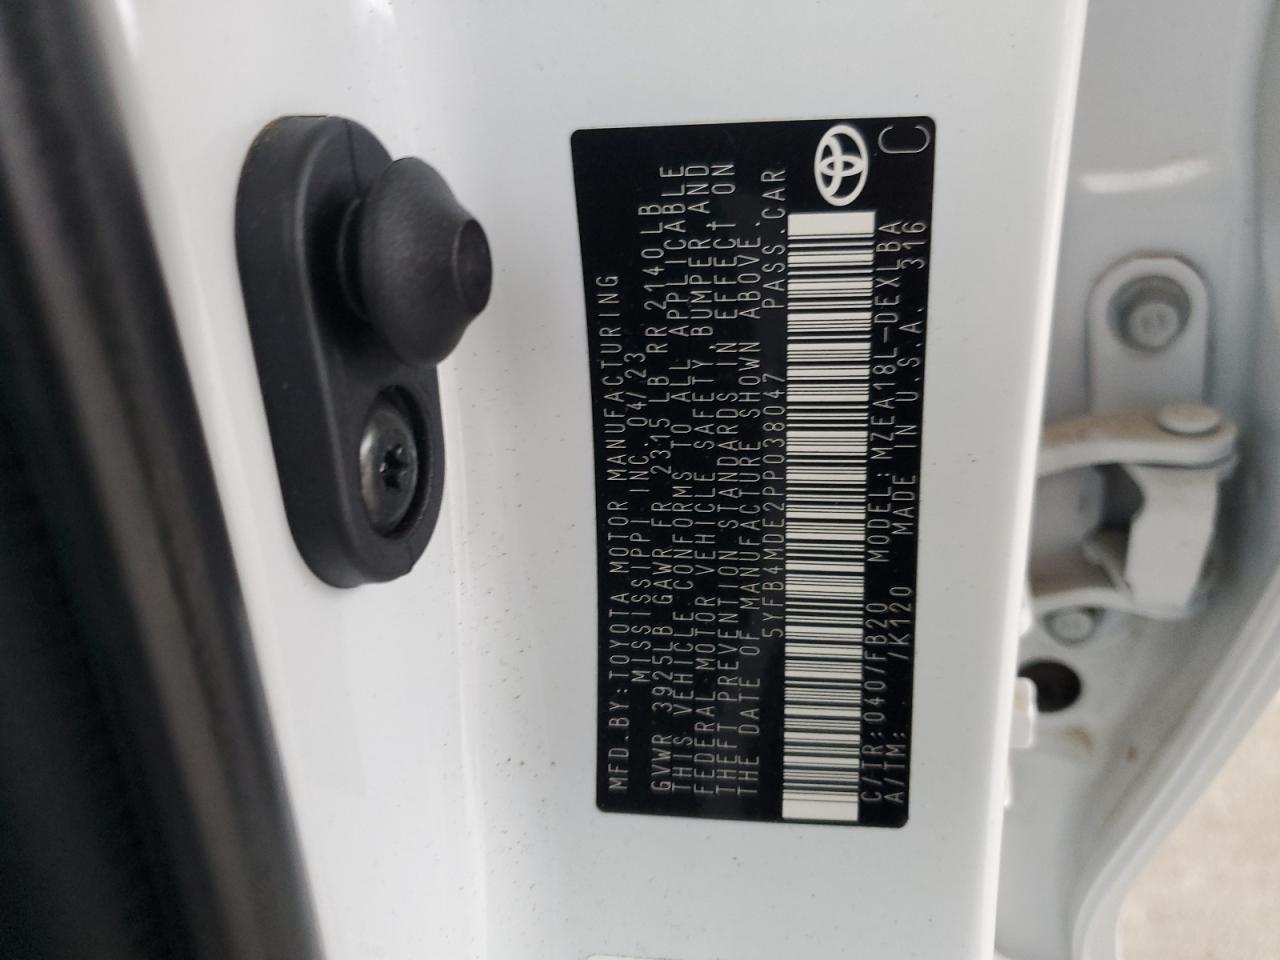 MFD.BY:TOYOTA MOTOR MANUFACTURING
MISSISSIPPI INC. 04/23
GVWR 3925LB GAWR FR 2315 LB RR 2140 LB
THIS VEHICLE CONFORMS TO ALL APPLICABLE
FEDERAL MOTOR VEHICLE SAFETY, BUMPER, AND
THEFT PREVENTION STANDARDS IN EFFECT ON
THE DATE OF MANUFACTURE SHOWN ABOVE.
5YFB4MDE2PP038047 PASS.CAR
C/TR:040/FB20 MODEL: MZEA18L-DEXLBA
A/TM: /K120 MADE IN U.S.A. 316
C